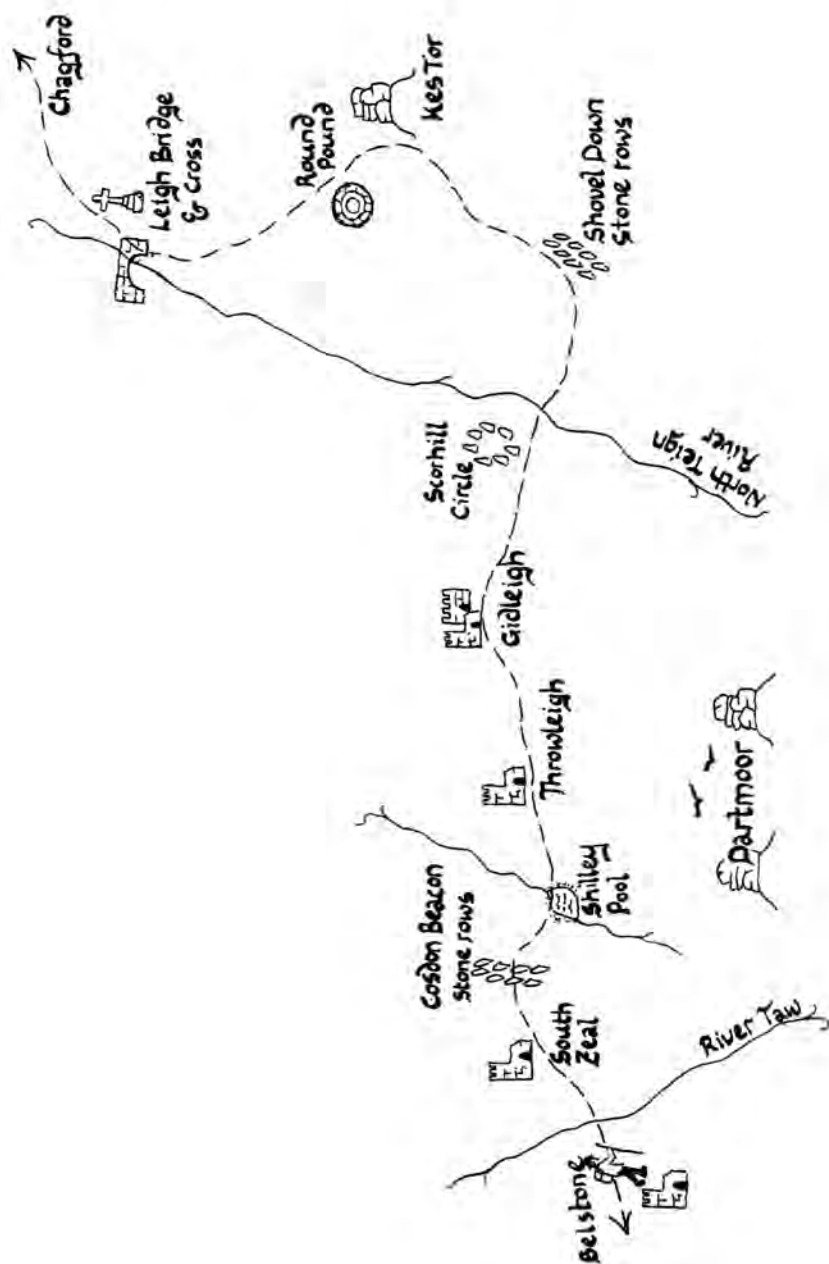 Chagford
Leigh Bridge
& Cross
Round
Pound
Kes Tor
Shovel Down
Stone rows
Scorhill
Circle
North Teign
River
Gidleigh
Throwleigh
Shilley
Pool
Cosdon Beacon
Stone rows
South
Zeal
Dartmoor
River Taw
Belstone